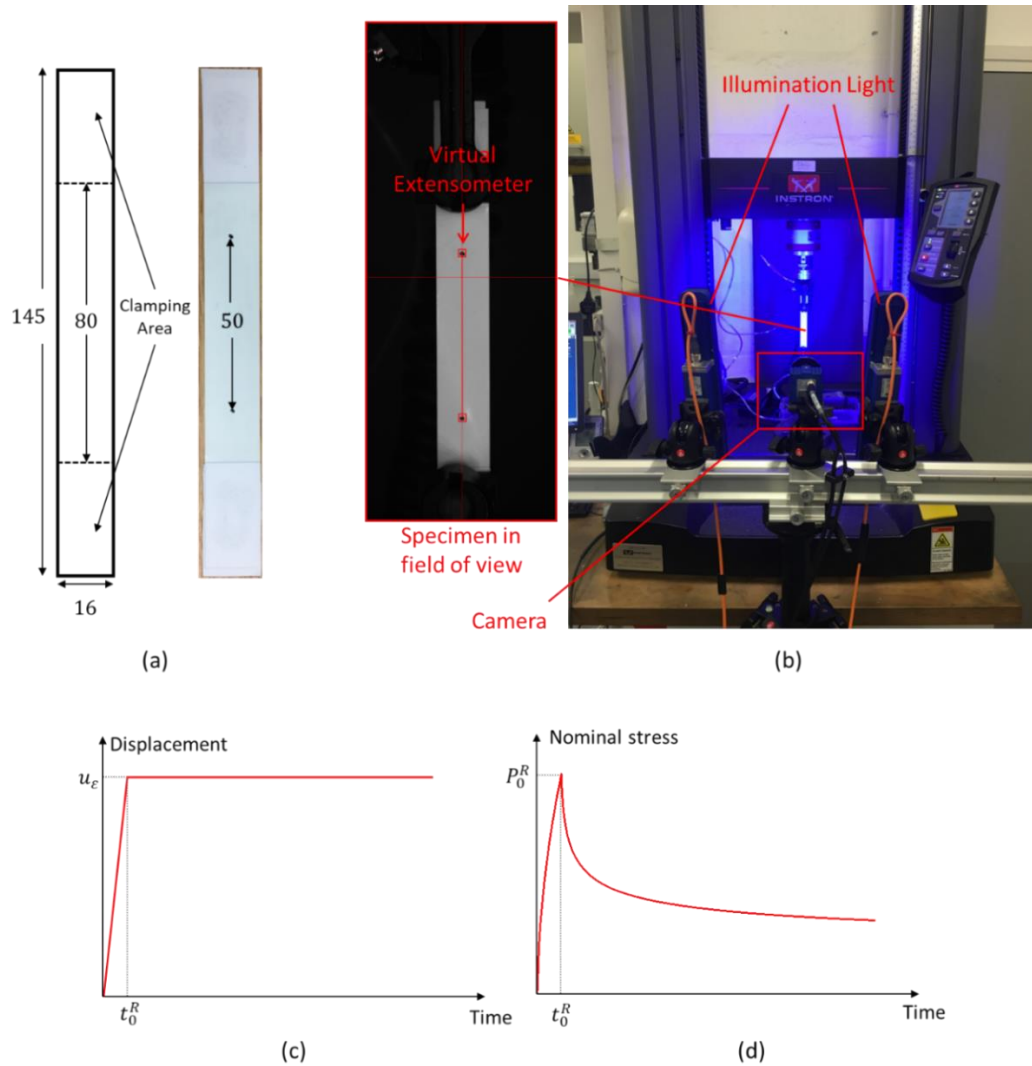 145
80
Clamping
Area
50
16
(a)
Virtual
Extensometer
Specimen in
field of view
Illumination Light
INSTRON
Camera
(b)
Displacement
u_ε
t_0^R
Time
(c)
Nominal stress
P_0^R
t_0^R
Time
(d)